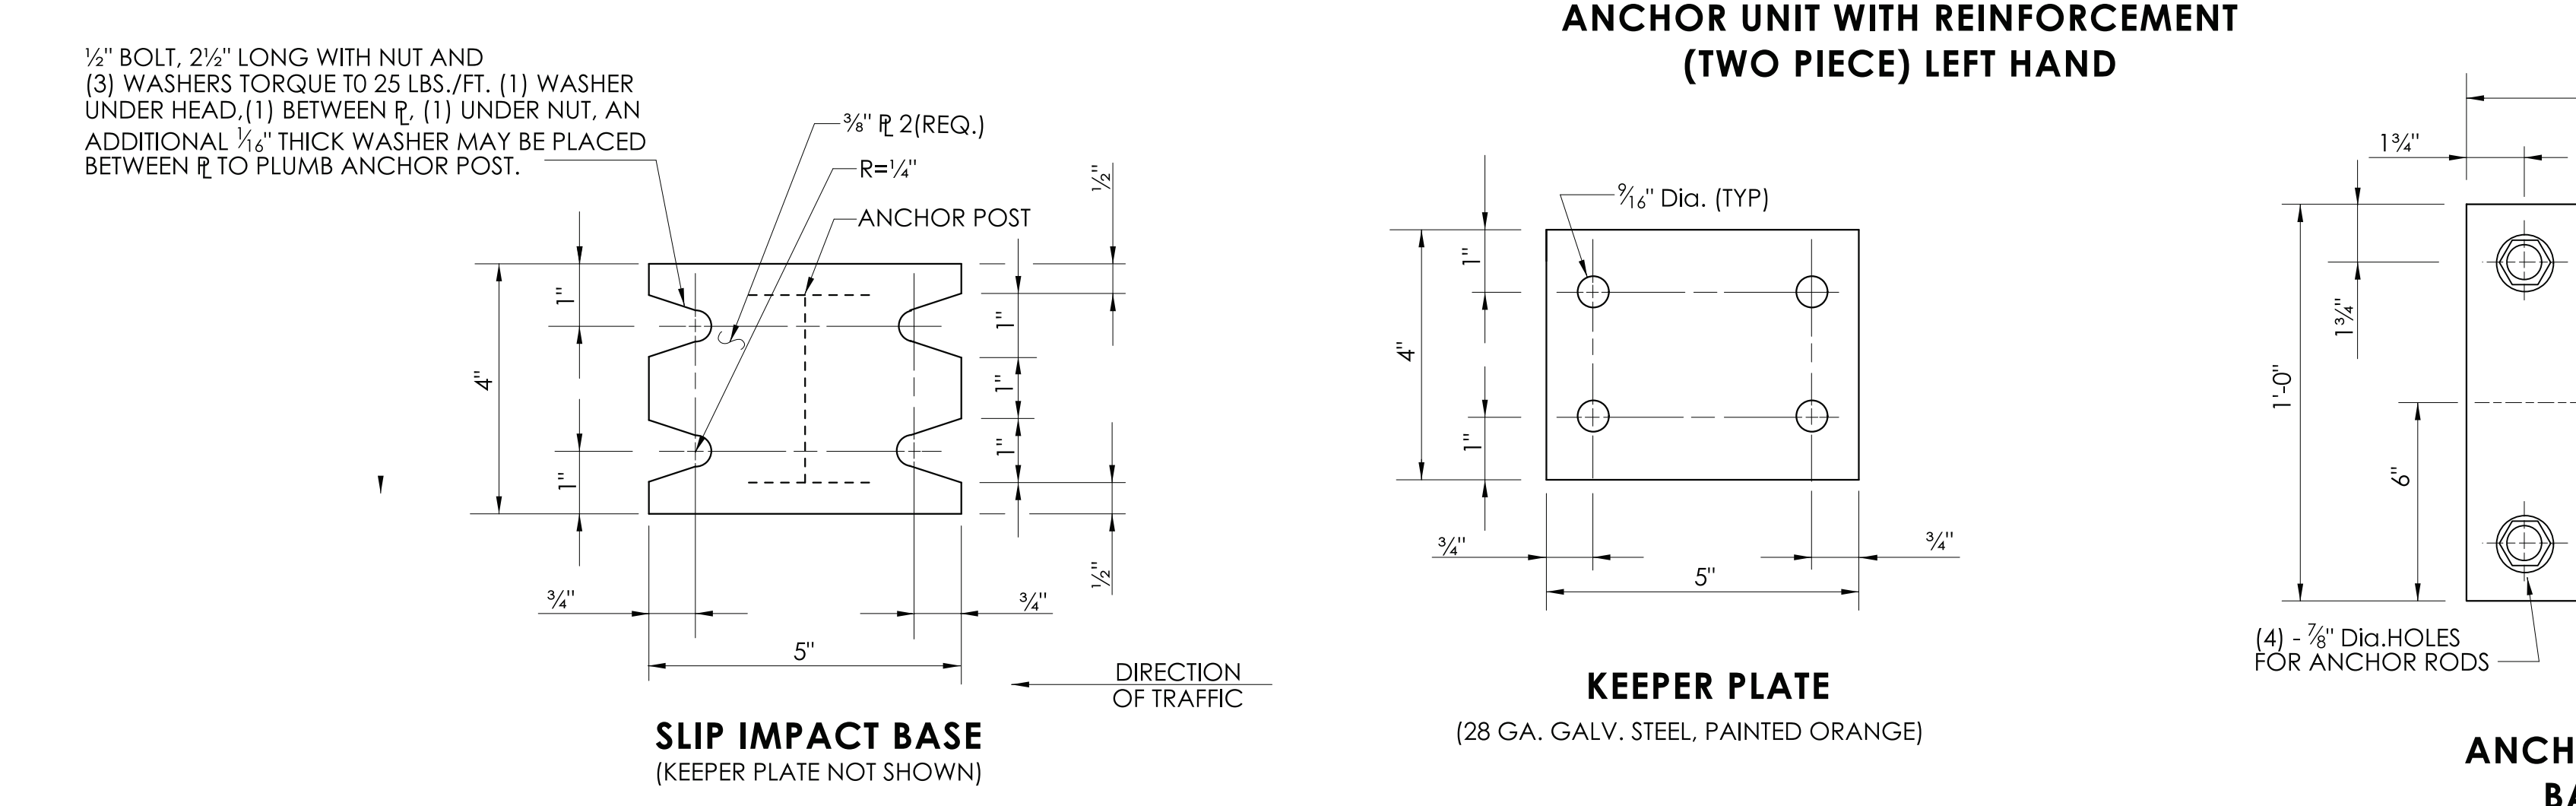 ANCHOR UNIT WITH REINFORCEMENT
(TWO PIECE) LEFT HAND
½" BOLT, 2½" LONG WITH NUT AND
(3) WASHERS TORQUE T0 25 LBS./FT. (1) WASHER
UNDER HEAD,(1) BETWEEN ℄, (1) UNDER NUT, AN
ADDITIONAL 1/16" THICK WASHER MAY BE PLACED
BETWEEN PL TO PLUMB ANCHOR POST.
⅜" PL 2(REQ.)
R=¼"
ANCHOR POST
½"
1"
1"
4"
1"
1"
1"
1"
½"
¾"
¾"
5"
DIRECTION
OF TRAFFIC
SLIP IMPACT BASE
(KEEPER PLATE NOT SHOWN)
9/16" Dia. (TYP)
1"
4"
1"
¾"
¾"
5"
KEEPER PLATE
(28 GA. GALV. STEEL, PAINTED ORANGE)
1¾"
1¾"
1'-0"
6"
(4) - ⅞" Dia.HOLES
FOR ANCHOR RODS
ANCH
BA